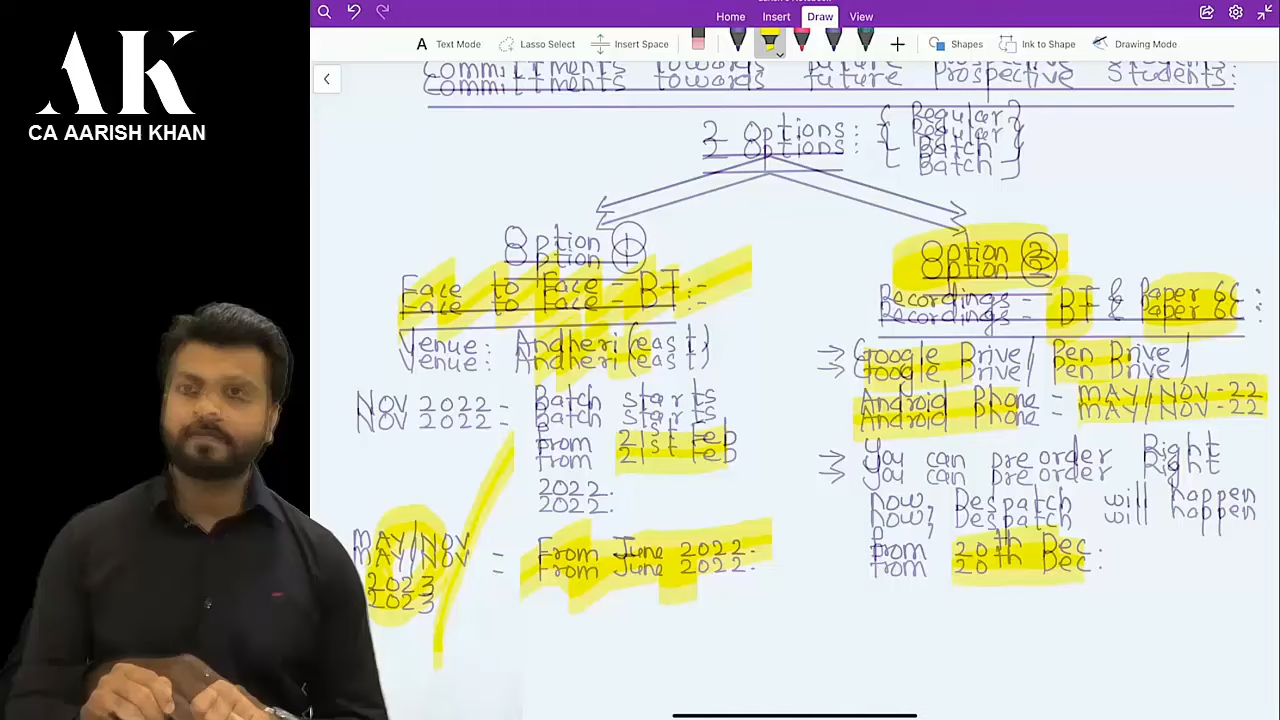 AK
CA AARISH KHAN
Home Insert Draw View
Text Mode Lasso Select Insert Space Shapes Ink to Shape Drawing Mode
Committments towards future prospective Students:
2 Options: { Regular Batch }
Option ①
Face to Face - BF:-
Venue: Andheri (east)
NOV 2022 = Batch starts from 21st Feb 2022.
MAY/NOV 2023 = From June 2022.
Option ②
Recordings - BF & Paper 6C:
→ Google Drive/ Pen Drive/
Android Phone = MAY/NOV-22
→ You can pre order Right
now, Despatch will happen
from 20th Dec.